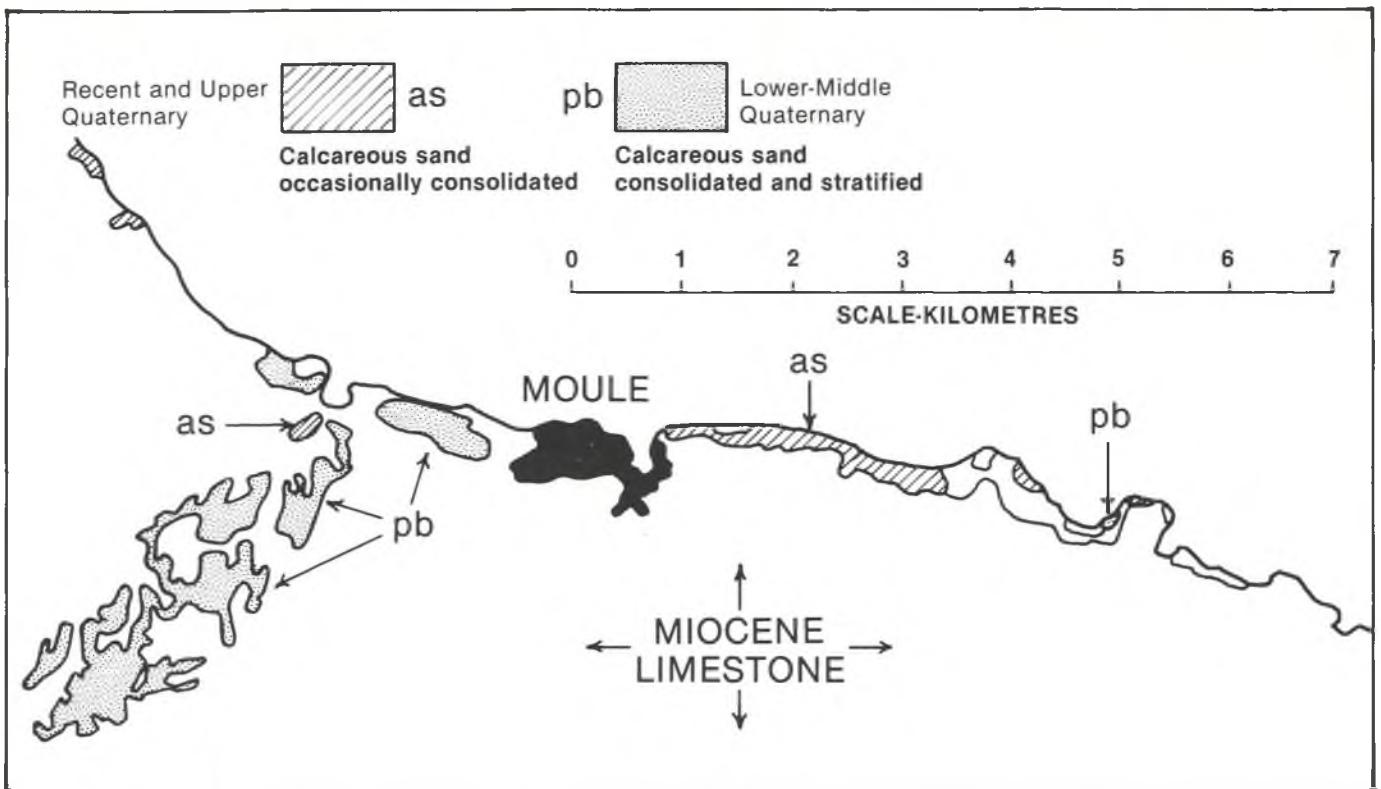 Recent and Upper
Quaternary
as
Calcareous sand
occasionally consolidated
pb
Lower-Middle
Quaternary
Calcareous sand
consolidated and stratified
0 1 2 3 4 5 6 7
SCALE-KILOMETRES
as
MOULE
as
pb
pb
MIOCENE
LIMESTONE